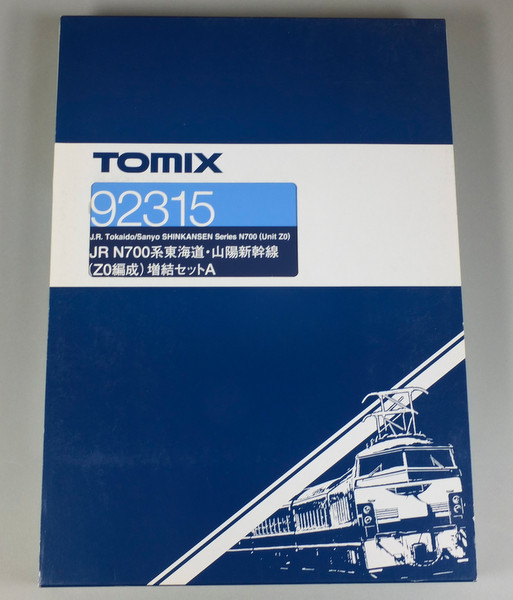 TOMIX
92315
J.R. Tokaido/Sanyo SHINKANSEN Series N700 (Unit Z0)
JR N700系東海道・山陽新幹線
(Z0編成)増結セットA